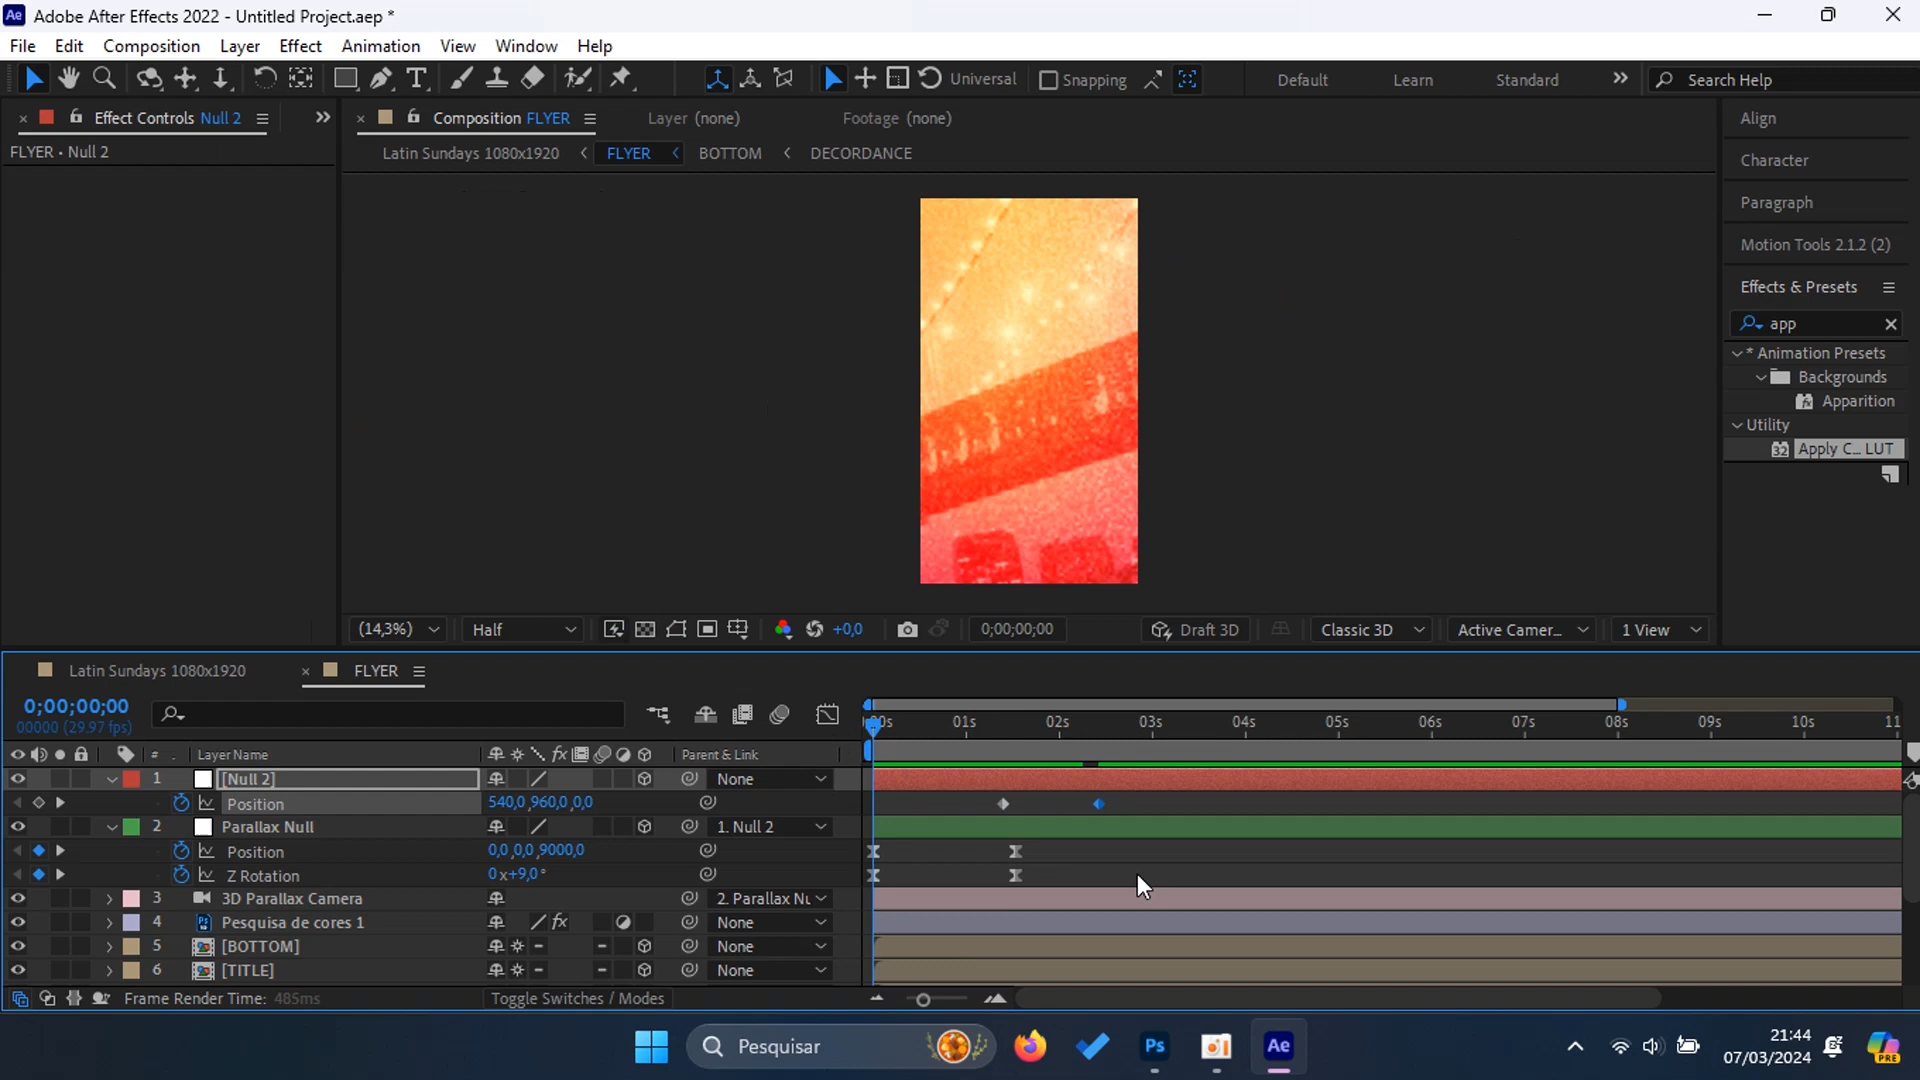 Adobe After Effects 2022 - Untitled Project.aep *
File Edit Composition Layer Effect Animation View Window Help
Universal Snapping Default Learn Standard Search Help
Effect Controls Null 2
Composition FLYER Layer (none) Footage (none)
Align
FLYER • Null 2
Latin Sundays 1080x1920 FLYER BOTTOM DECORDANCE
Character
Paragraph
Motion Tools 2.1.2 (2)
Effects & Presets
app
* Animation Presets
Backgrounds
Apparition
Utility
Apply C... LUT
(14,3%) Half +0,0 0;00;00;00 Draft 3D Classic 3D Active Camer... 1 View
Latin Sundays 1080x1920 FLYER
0;00;00;00
00000 (29.97 fps)
00s 01s 02s 03s 04s 05s 06s 07s 08s 09s 10s 11
# . Layer Name fx Parent & Link
1 [Null 2] None
Position 540,0,960,0,0,0
2 Parallax Null 1. Null 2
Position 0,0,0,0,9000,0
Z Rotation 0x+9,0°
3 3D Parallax Camera 2. Parallax Nu
4 Pesquisa de cores 1 fx None
5 [BOTTOM] None
6 [TITLE] None
Frame Render Time: 485ms Toggle Switches / Modes
Pesquisar Ps Ae
21:44
07/03/2024
PRE